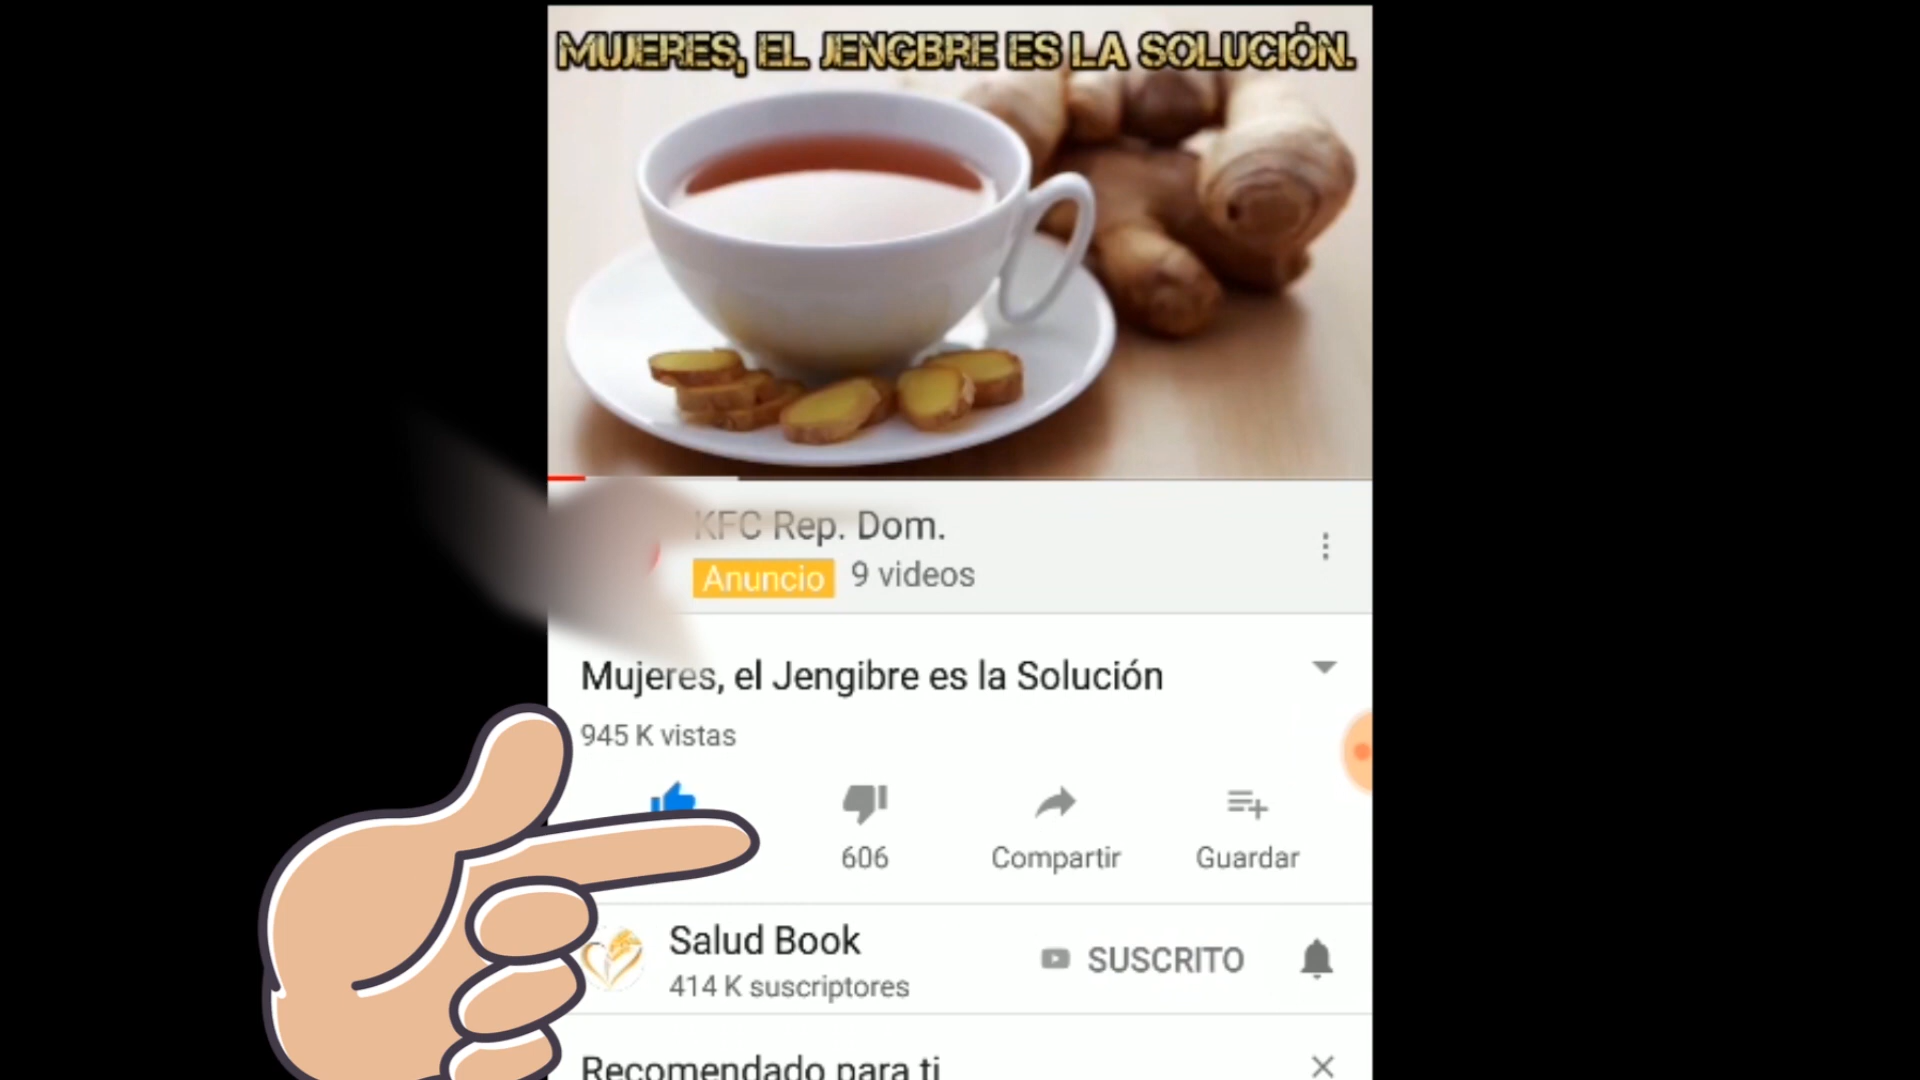 MUJERES, EL JENGBRE ES LA SOLUCIÓN.
KFC Rep. Dom.
Anuncio 9 videos
Mujeres, el Jengibre es la Solución
945 K vistas
606
Compartir
Guardar
Salud Book
SUSCRITO
414 K suscriptores
Recomendado para ti